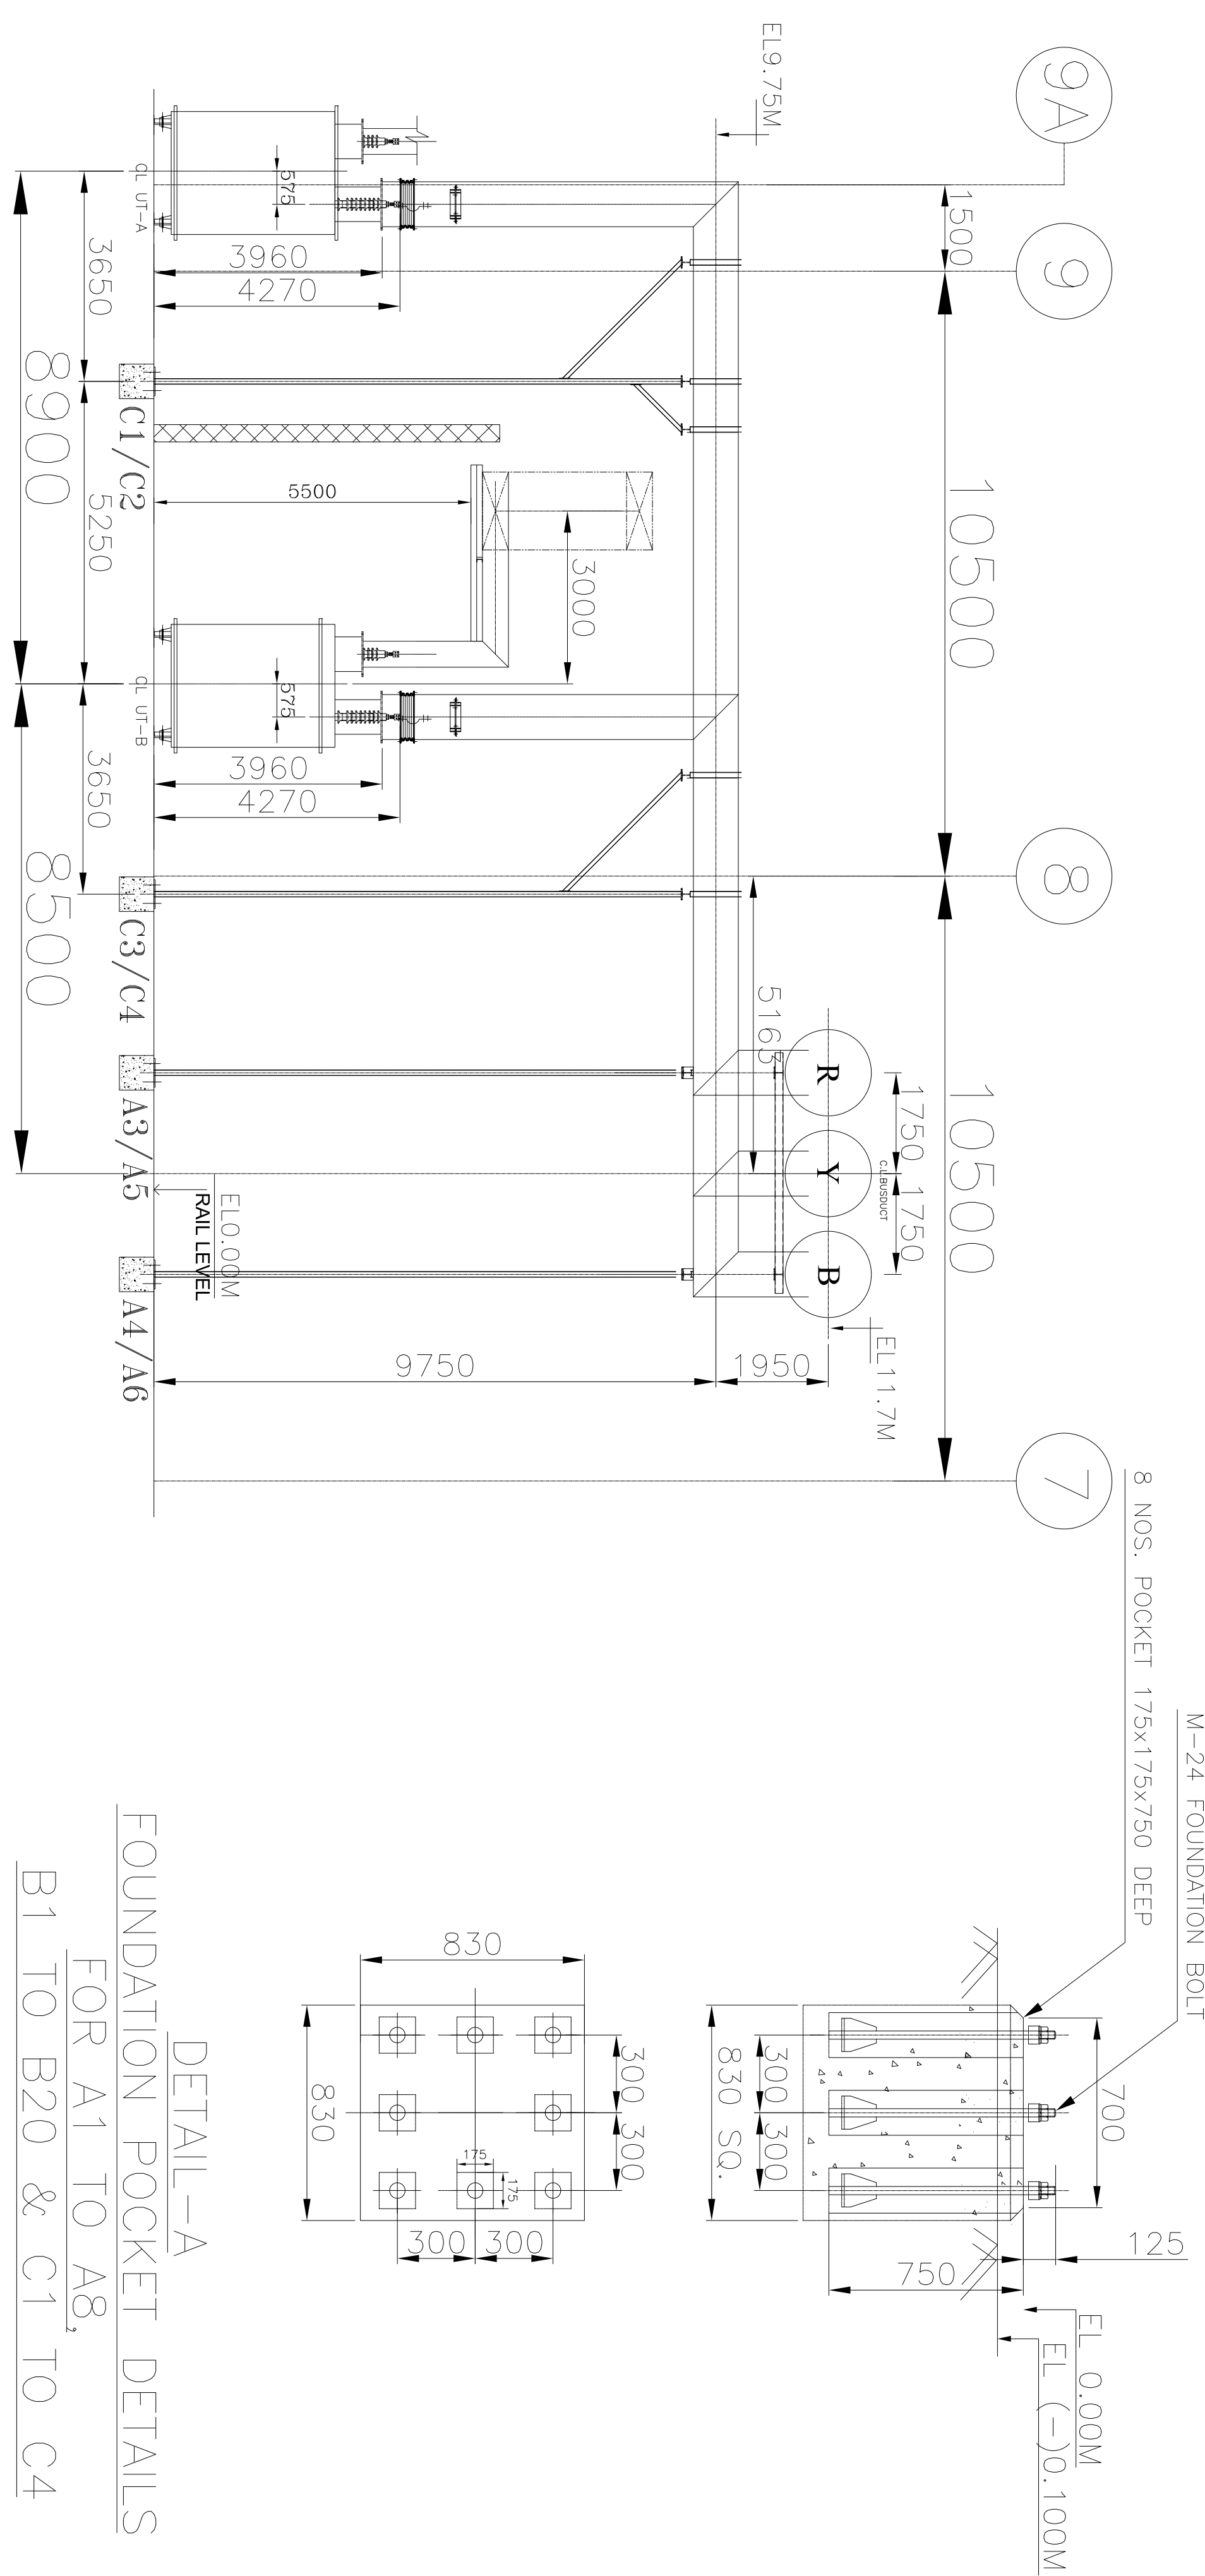 9A
9
8
7
1500
10500
10500
EL9.75M
EL11.7M
1750
1750
C.L.BUSDUCT
R
Y
B
5163
1950
9750
575
3960
4270
5500
3000
575
3960
4270
EL0.00M
RAIL LEVEL
CL UT-A
CL UT-B
C1/C2
C3/C4
A3/A5
A4/A6
3650
5250
3650
8900
8500
M-24 FOUNDATION BOLT
8 NOS. POCKET 175x175x750 DEEP
700
125
EL 0.00M
EL (-)0.100M
750
300
300
830 SQ.
300
300
830
175
175
300
300
830
DETAIL-A
FOUNDATION POCKET DETAILS
FOR A1 TO A8,
B1 TO B20 & C1 TO C4